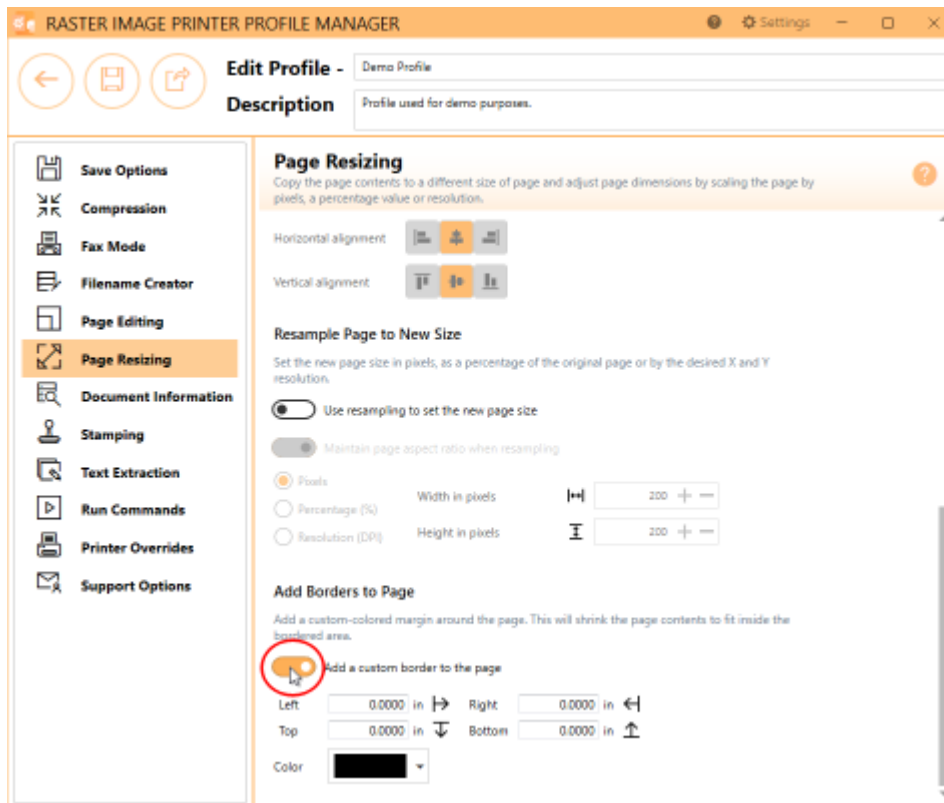 RASTER IMAGE PRINTER PROFILE MANAGER
Settings
Edit Profile - Demo Profile
Description Profile used for demo purposes.
Save Options
Compression
Fax Mode
Filename Creator
Page Editing
Page Resizing
Document Information
Stamping
Text Extraction
Run Commands
Printer Overrides
Support Options
Page Resizing
Copy the page contents to a different size of page and adjust page dimensions by scaling the page by
pixels, a percentage value or resolution.
?
Horizontal alignment
Vertical alignment
Resample Page to New Size
Set the new page size in pixels, as a percentage of the original page or by the desired X and Y
resolution.
Use resampling to set the new page size
Maintain page aspect ratio when resampling
Pixels
Percentage (%)
Resolution (DPI)
Width in pixels 200
Height in pixels 200
Add Borders to Page
Add a custom-colored margin around the page. This will shrink the page contents to fit inside the
bordered area.
Add a custom border to the page
Left 0.0000 in Right 0.0000 in
Top 0.0000 in Bottom 0.0000 in
Color